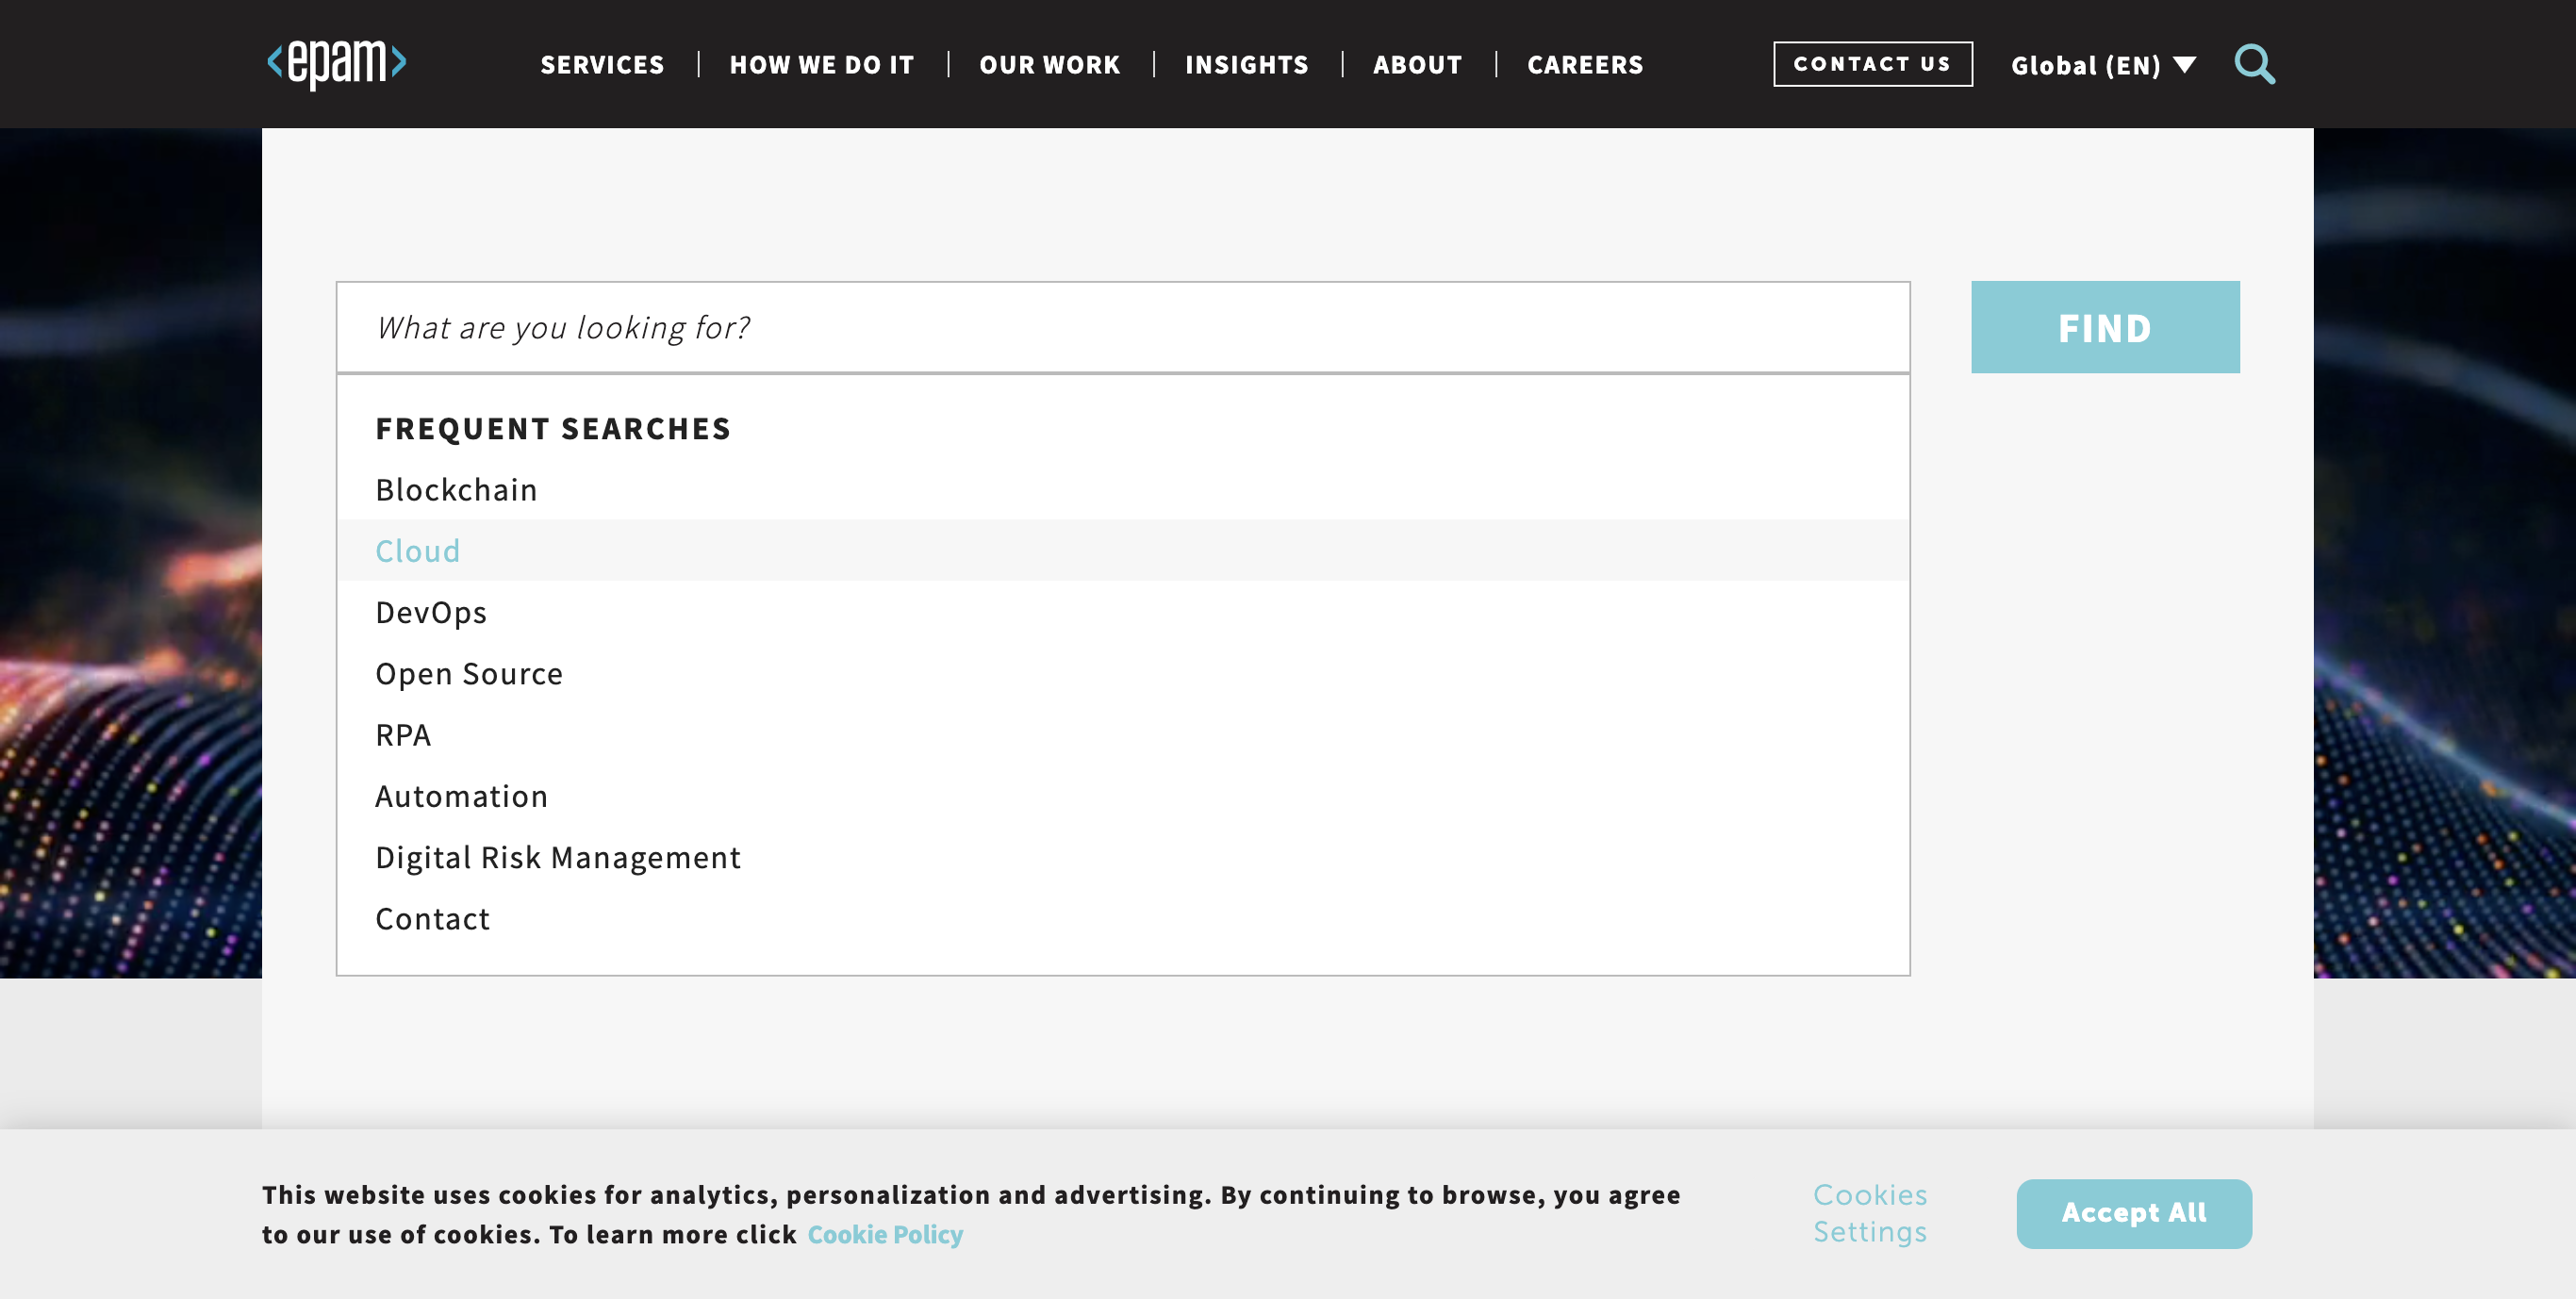 <epam>
SERVICES
HOW WE DO IT
OUR WORK
INSIGHTS
ABOUT
CAREERS
CONTACT US
Global (EN)
What are you looking for?
FIND
FREQUENT SEARCHES
Blockchain
Cloud
DevOps
Open Source
RPA
Automation
Digital Risk Management
Contact
This website uses cookies for analytics, personalization and advertising. By continuing to browse, you agree
to our use of cookies. To learn more click Cookie Policy
Cookies
Settings
Accept All